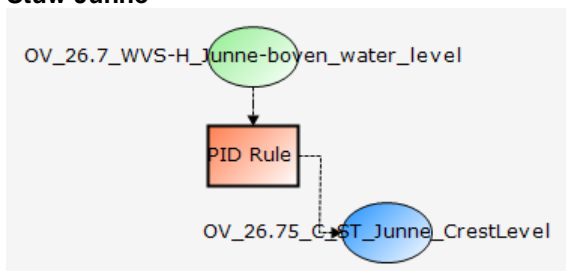 Stuw Junne
OV_26.7_WVS-H_Junne-boven_water_level
PID Rule
OV_26.75_C_ST_Junne_CrestLevel